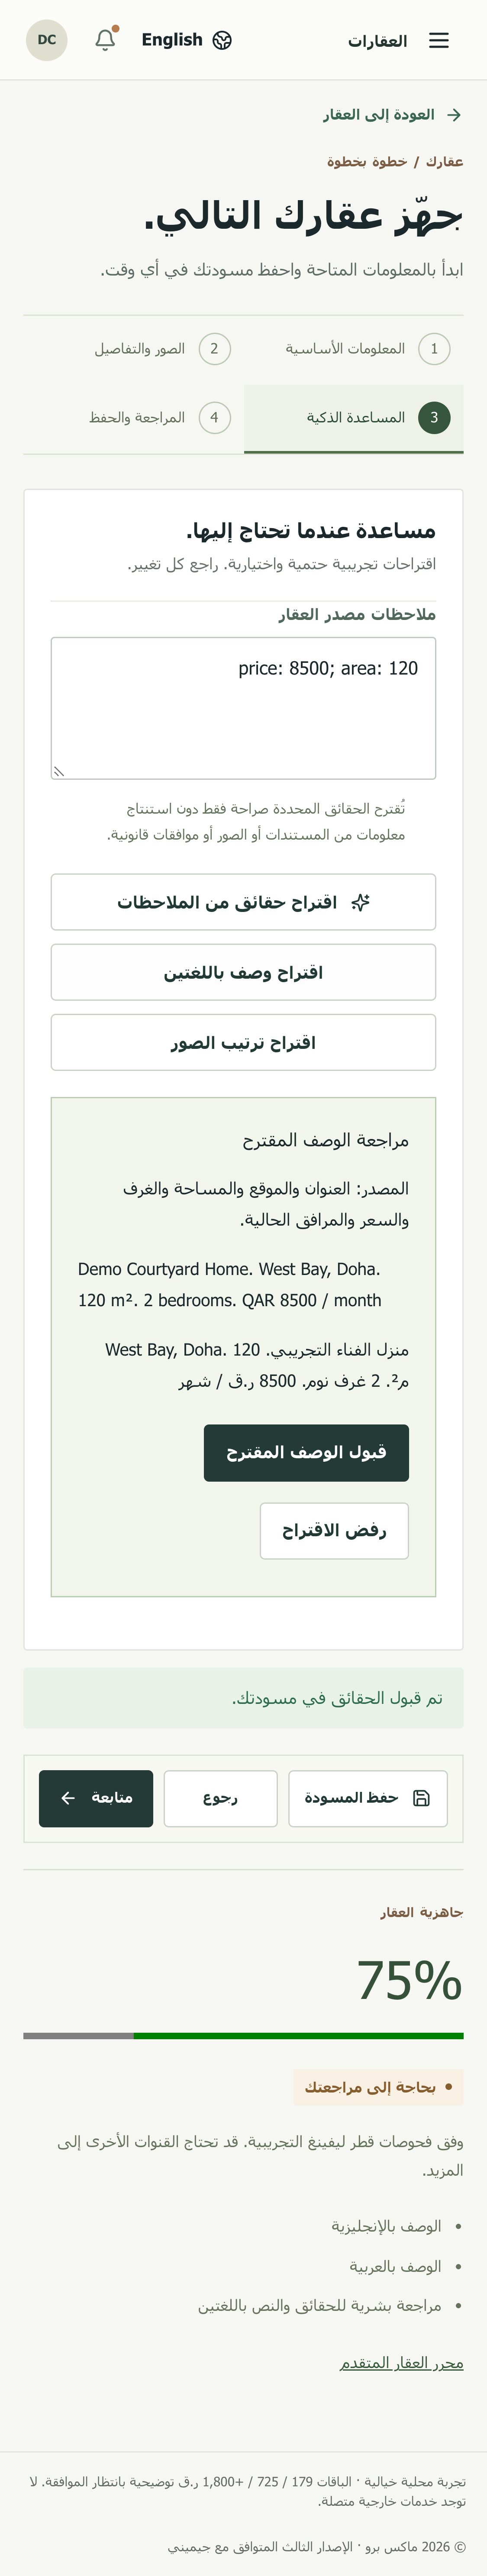 العقارات
English
DC
العودة إلى العقار
عقارك / خطوة بخطوة
جهّز عقارك التالي.
ابدأ بالمعلومات المتاحة واحفظ مسودتك في أي وقت.
1 المعلومات الأساسية
2 الصور والتفاصيل
3 المساعدة الذكية
4 المراجعة والحفظ
مساعدة عندما تحتاج إليها.
اقتراحات تجريبية حتمية واختيارية. راجع كل تغيير.
ملاحظات مصدر العقار
price: 8500; area: 120
تُقترح الحقائق المحددة صراحة فقط دون استنتاج
معلومات من المستندات أو الصور أو موافقات قانونية.
اقتراح حقائق من الملاحظات
اقتراح وصف باللغتين
اقتراح ترتيب الصور
مراجعة الوصف المقترح
المصدر: العنوان والموقع والمساحة والغرف
والسعر والمرافق الحالية.
Demo Courtyard Home. West Bay, Doha.
120 m². 2 bedrooms. QAR 8500 / month
منزل الفناء التجريبي. West Bay, Doha. 120
م². 2 غرف نوم. 8500 ر.ق / شهر
قبول الوصف المقترح
رفض الاقتراح
تم قبول الحقائق في مسودتك.
حفظ المسودة
رجوع
متابعة
جاهزية العقار
75%
بحاجة إلى مراجعتك
وفق فحوصات قطر ليفينغ التجريبية. قد تحتاج القنوات الأخرى إلى
المزيد.
• الوصف بالإنجليزية
• الوصف بالعربية
• مراجعة بشرية للحقائق والنص باللغتين
محرر العقار المتقدم
تجربة محلية خيالية · الباقات 179 / 725 / +1,800 ر.ق توضيحية بانتظار الموافقة. لا
توجد خدمات خارجية متصلة.
© 2026 ماكس برو · الإصدار الثالث المتوافق مع جيميني